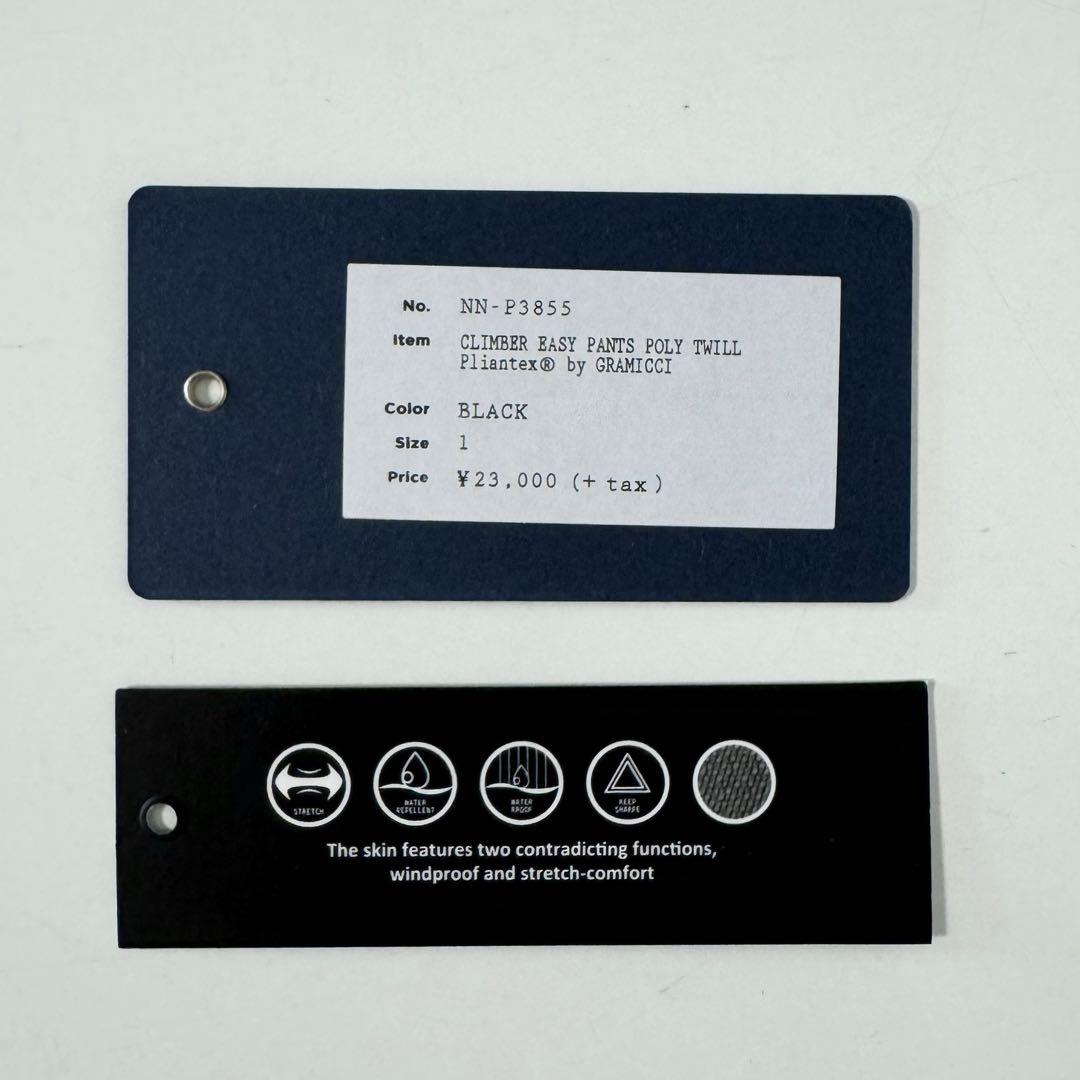 No. NN-P3855
Item CLIMBER EASY PANTS POLY TWILL
Pliantex® by GRAMICCI
Color BLACK
Size 1
Price ¥23,000 (+ tax)
STRETCH
WATER
REPELLENT
WATER
PROOF
KEEP
SHARPE
The skin features two contradicting functions,
windproof and stretch-comfort